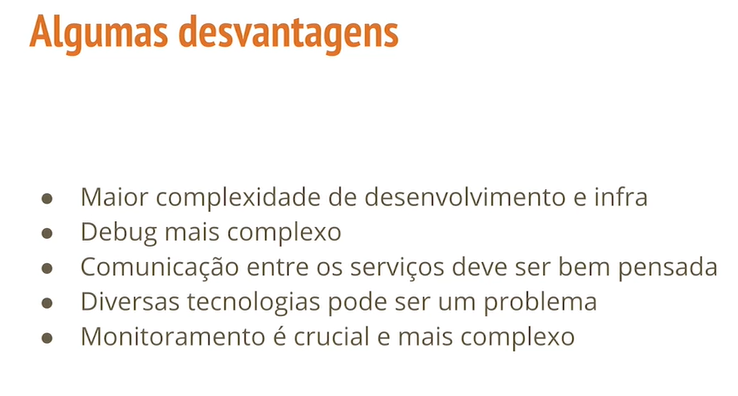 Algumas desvantagens
● Maior complexidade de desenvolvimento e infra
● Debug mais complexo
● Comunicação entre os serviços deve ser bem pensada
● Diversas tecnologias pode ser um problema
● Monitoramento é crucial e mais complexo